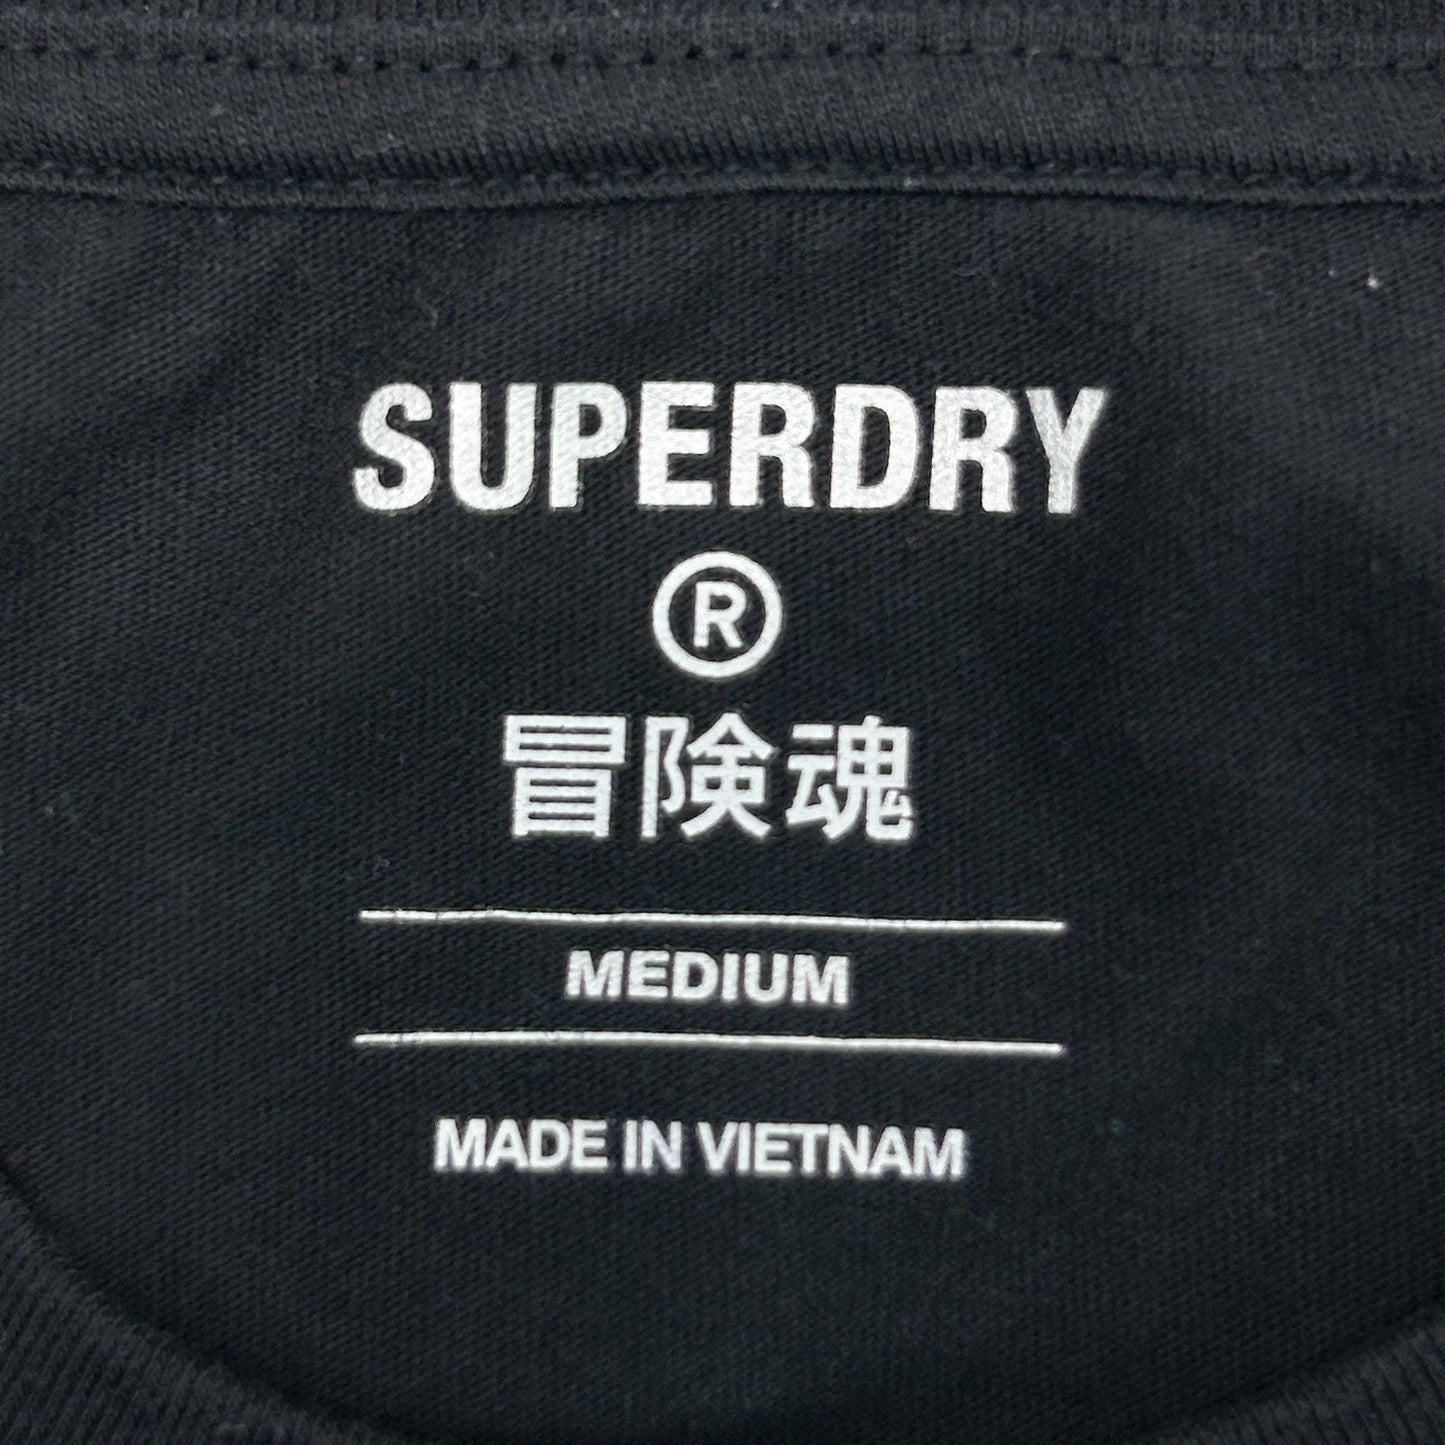 SUPERDRY
®
冒険魂
MEDIUM
MADE IN VIETNAM